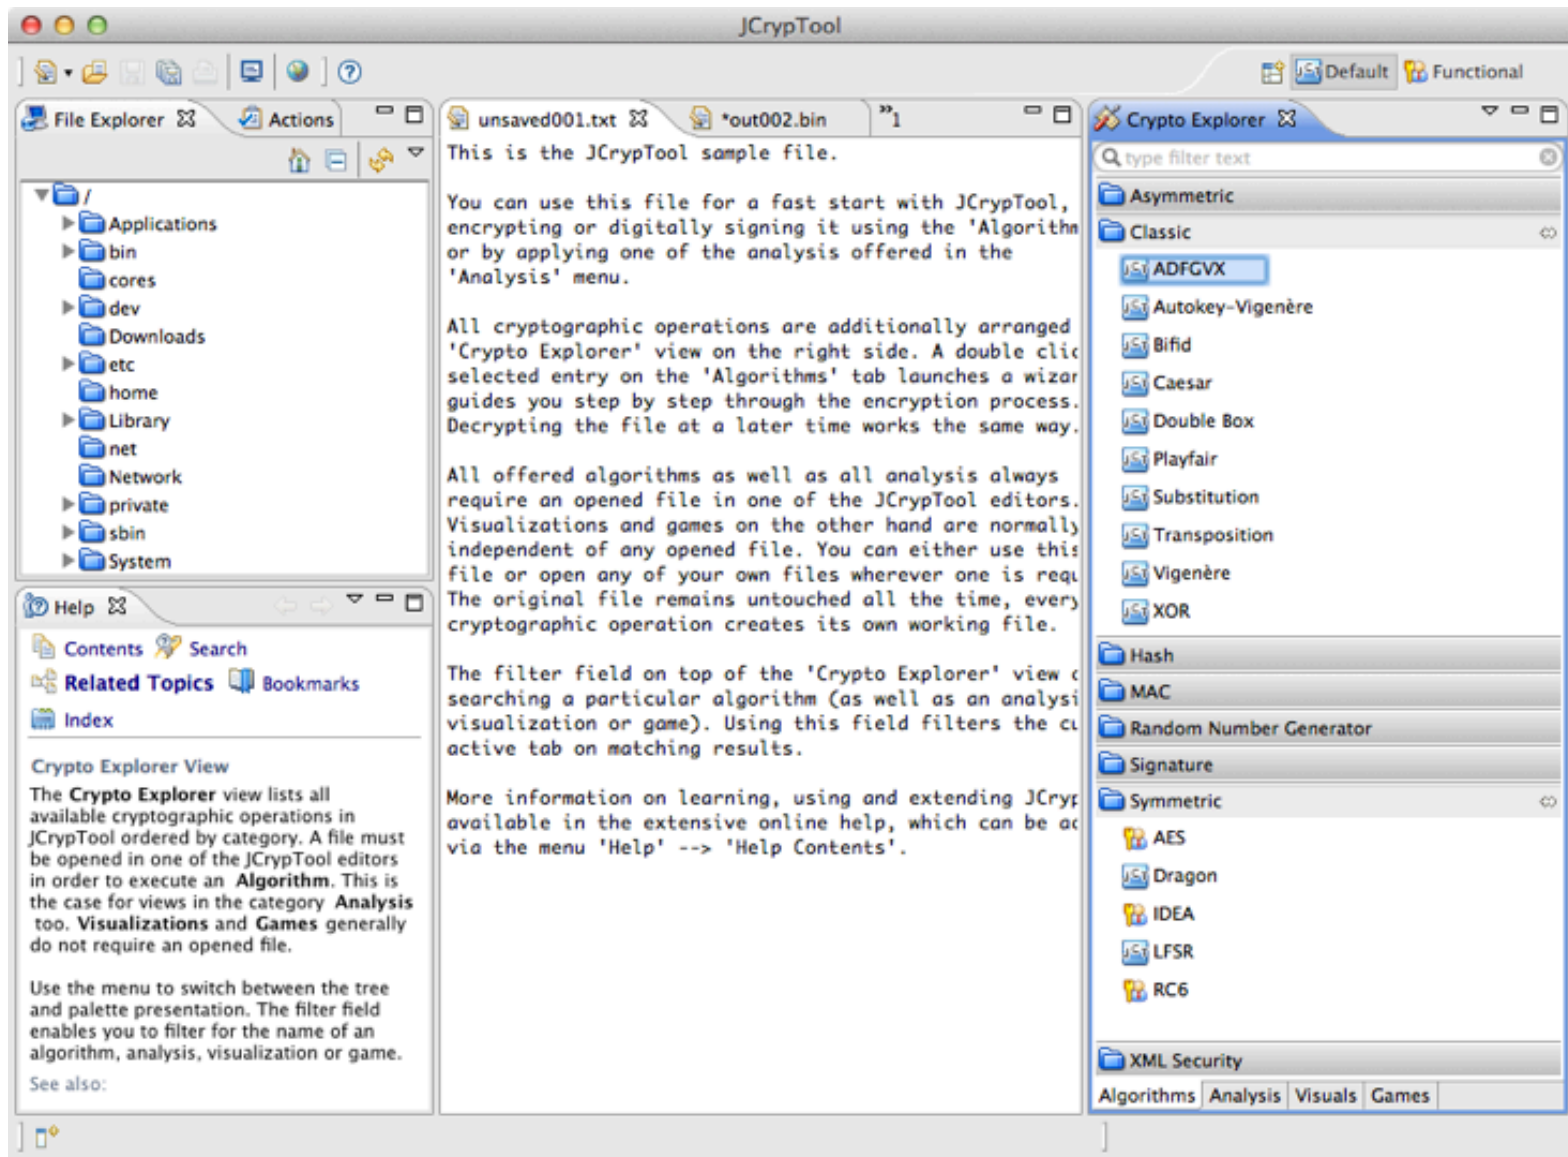 JCrypTool
Default Functional
File Explorer Actions
/
Applications
bin
cores
dev
Downloads
etc
home
Library
net
Network
private
sbin
System
Help
Contents Search
Related Topics Bookmarks
Index
Crypto Explorer View
The Crypto Explorer view lists all
available cryptographic operations in
JCrypTool ordered by category. A file must
be opened in one of the JCrypTool editors
in order to execute an Algorithm. This is
the case for views in the category Analysis
too. Visualizations and Games generally
do not require an opened file.
Use the menu to switch between the tree
and palette presentation. The filter field
enables you to filter for the name of an
algorithm, analysis, visualization or game.
See also:
unsaved001.txt *out002.bin »1
This is the JCrypTool sample file.
You can use this file for a fast start with JCrypTool,
encrypting or digitally signing it using the 'Algorithm
or by applying one of the analysis offered in the
'Analysis' menu.
All cryptographic operations are additionally arranged
'Crypto Explorer' view on the right side. A double clic
selected entry on the 'Algorithms' tab launches a wizar
guides you step by step through the encryption process.
Decrypting the file at a later time works the same way.
All offered algorithms as well as all analysis always
require an opened file in one of the JCrypTool editors.
Visualizations and games on the other hand are normally
independent of any opened file. You can either use this
file or open any of your own files wherever one is requ
The original file remains untouched all the time, every
cryptographic operation creates its own working file.
The filter field on top of the 'Crypto Explorer' view
searching a particular algorithm (as well as an analysi
visualization or game). Using this field filters the cu
active tab on matching results.
More information on learning, using and extending JCryp
available in the extensive online help, which can be ac
via the menu 'Help' --> 'Help Contents'.
Crypto Explorer
type filter text
Asymmetric
Classic
ADFGVX
Autokey-Vigenère
Bifid
Caesar
Double Box
Playfair
Substitution
Transposition
Vigenère
XOR
Hash
MAC
Random Number Generator
Signature
Symmetric
AES
Dragon
IDEA
LFSR
RC6
XML Security
Algorithms Analysis Visuals Games